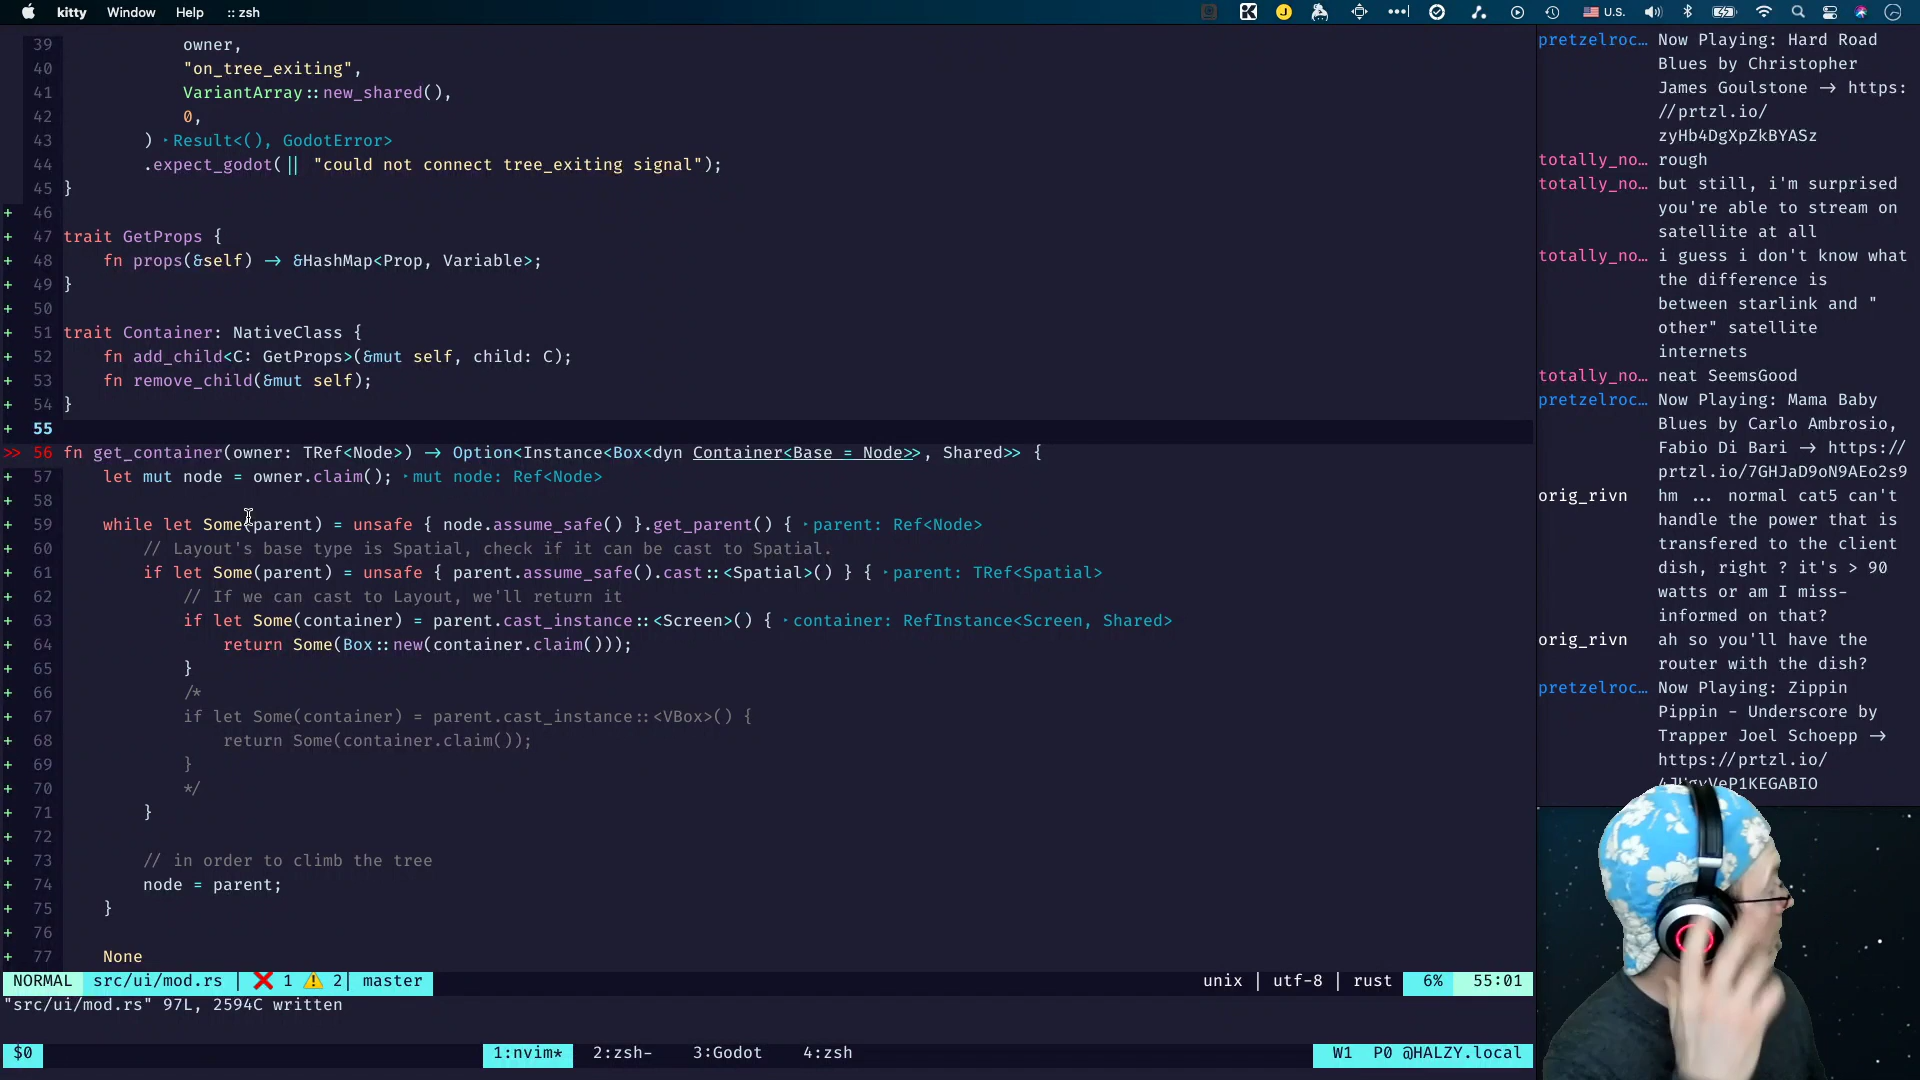 kitty Window Help :: zsh U.S.
39 owner,
40 "on_tree_exiting",
41 VariantArray::new_shared(),
42 0,
43 ) ‣Result<(), GodotError>
44 .expect_godot(|| "could not connect tree_exiting signal");
45 }
+ 46
+ 47 trait GetProps {
+ 48 fn props(&self) → &HashMap<Prop, Variable>;
+ 49 }
+ 50
+ 51 trait Container: NativeClass {
+ 52 fn add_child<C: GetProps>(&mut self, child: C);
+ 53 fn remove_child(&mut self);
+ 54 }
+ 55
>> 56 fn get_container(owner: TRef<Node>) → Option<Instance<Box<dyn Container<Base = Node>>, Shared>> {
+ 57 let mut node = owner.claim(); ‣mut node: Ref<Node>
+ 58
+ 59 while let Some(parent) = unsafe { node.assume_safe() }.get_parent() { ‣parent: Ref<Node>
+ 60 // Layout's base type is Spatial, check if it can be cast to Spatial.
+ 61 if let Some(parent) = unsafe { parent.assume_safe().cast::<Spatial>() } { ‣parent: TRef<Spatial>
+ 62 // If we can cast to Layout, we'll return it
+ 63 if let Some(container) = parent.cast_instance::<Screen>() { ‣container: RefInstance<Screen, Shared>
+ 64 return Some(Box::new(container.claim()));
+ 65 }
+ 66 /*
+ 67 if let Some(container) = parent.cast_instance::<VBox>() {
+ 68 return Some(container.claim());
+ 69 }
+ 70 */
+ 71 }
+ 72
+ 73 // in order to climb the tree
+ 74 node = parent;
+ 75 }
+ 76
+ 77 None
NORMAL src/ui/mod.rs | ❌ 1 ⚠ 2| master unix | utf-8 | rust 6% 55:01
"src/ui/mod.rs" 97L, 2594C written
$0 1:nvim* 2:zsh- 3:Godot 4:zsh W1 P0 @HALZY.local
pretzelroc… Now Playing: Hard Road
Blues by Christopher
James Goulstone → https:
//prtzl.io/
zyHb4DgXpZkBYASz
totally_no… rough
totally_no… but still, i'm surprised
you're able to stream on
satellite at all
totally_no… i guess i don't know what
the difference is
between starlink and "
other" satellite
internets
totally_no… neat SeemsGood
pretzelroc… Now Playing: Mama Baby
Blues by Carlo Ambrosio,
Fabio Di Bari → https://
prtzl.io/7GHJaD9oN9AEo2s9
orig_rivn hm … normal cat5 can't
handle the power that is
transfered to the client
dish, right ? it's > 90
watts or am I miss-
informed on that?
orig_rivn ah so you'll have the
router with the dish?
pretzelroc… Now Playing: Zippin
Pippin - Underscore by
Trapper Joel Schoepp →
https://prtzl.io/